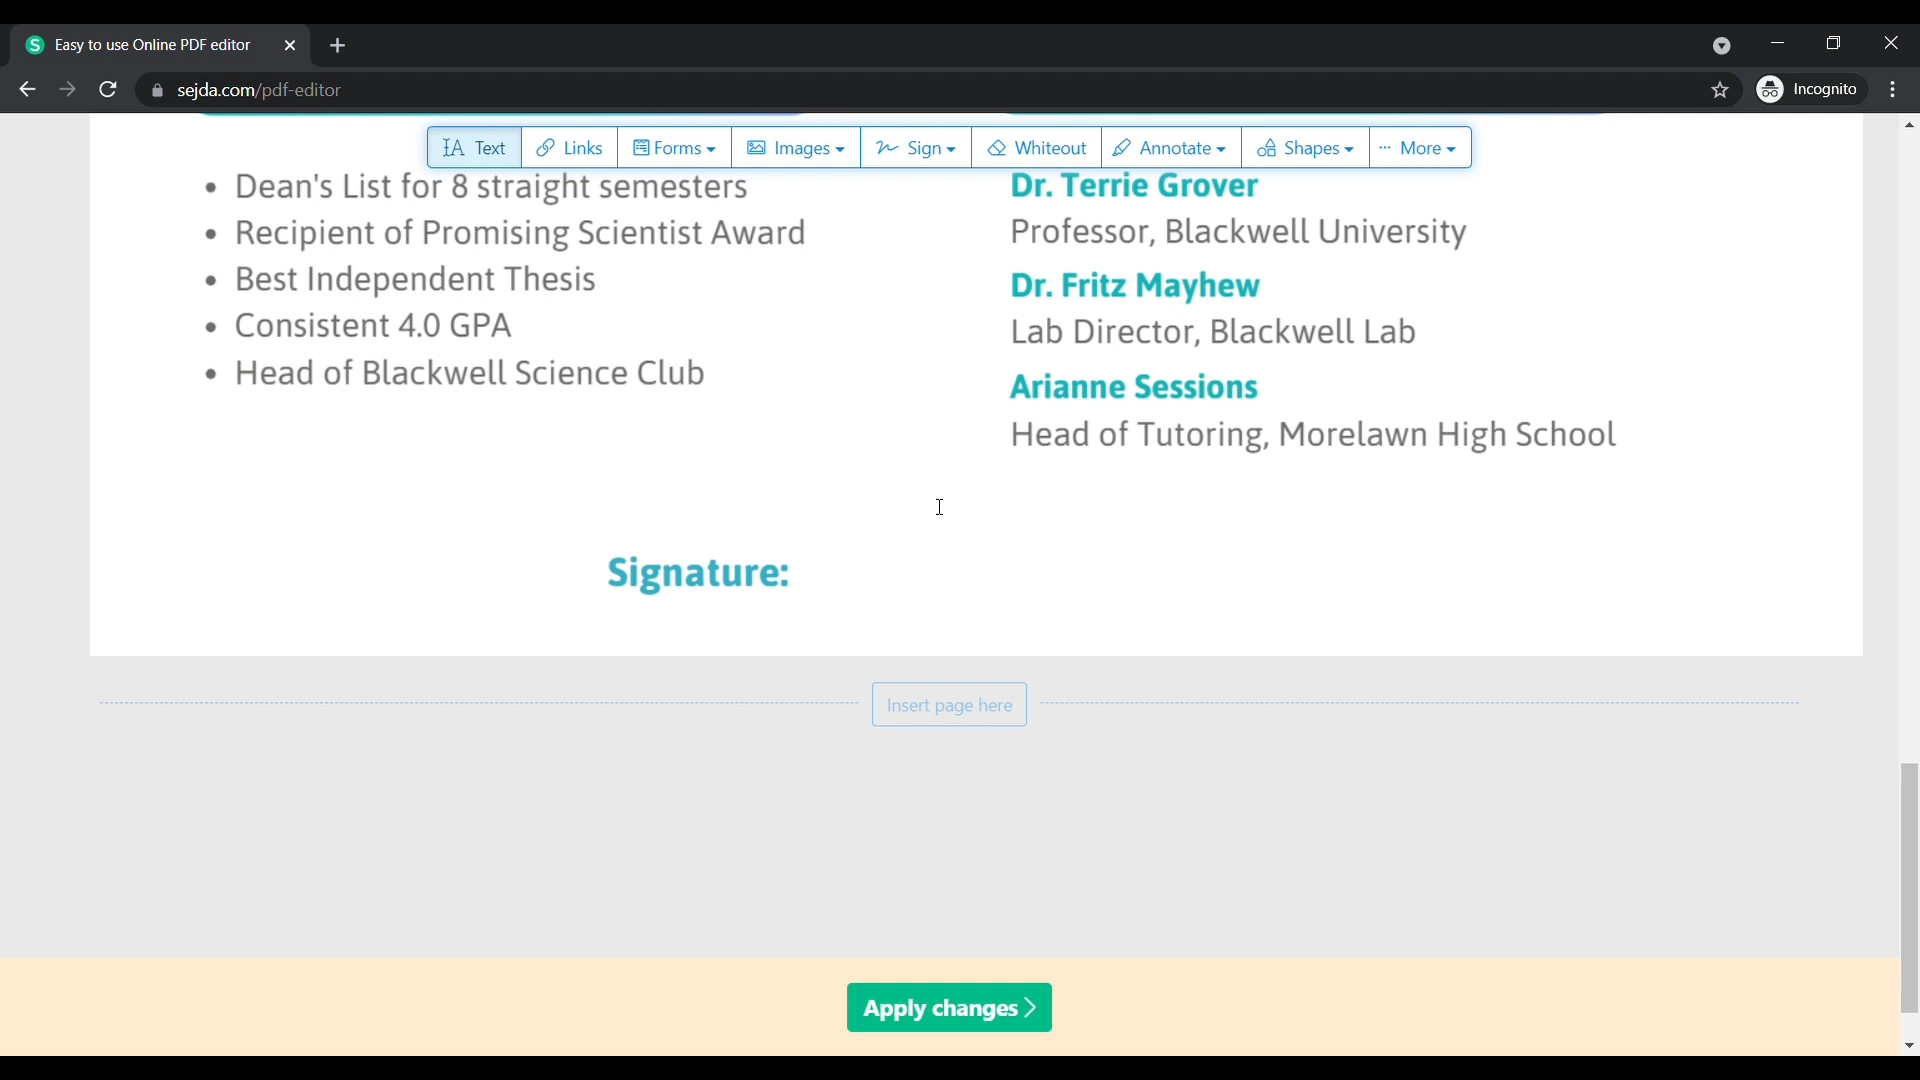 Easy to use Online PDF editor
sejda.com/pdf-editor
Incognito
Text Links Forms Images Sign Whiteout Annotate Shapes More
• Dean's List for 8 straight semesters
• Recipient of Promising Scientist Award
• Best Independent Thesis
• Consistent 4.0 GPA
• Head of Blackwell Science Club
Dr. Terrie Grover
Professor, Blackwell University
Dr. Fritz Mayhew
Lab Director, Blackwell Lab
Arianne Sessions
Head of Tutoring, Morelawn High School
Signature:
Insert page here
Apply changes